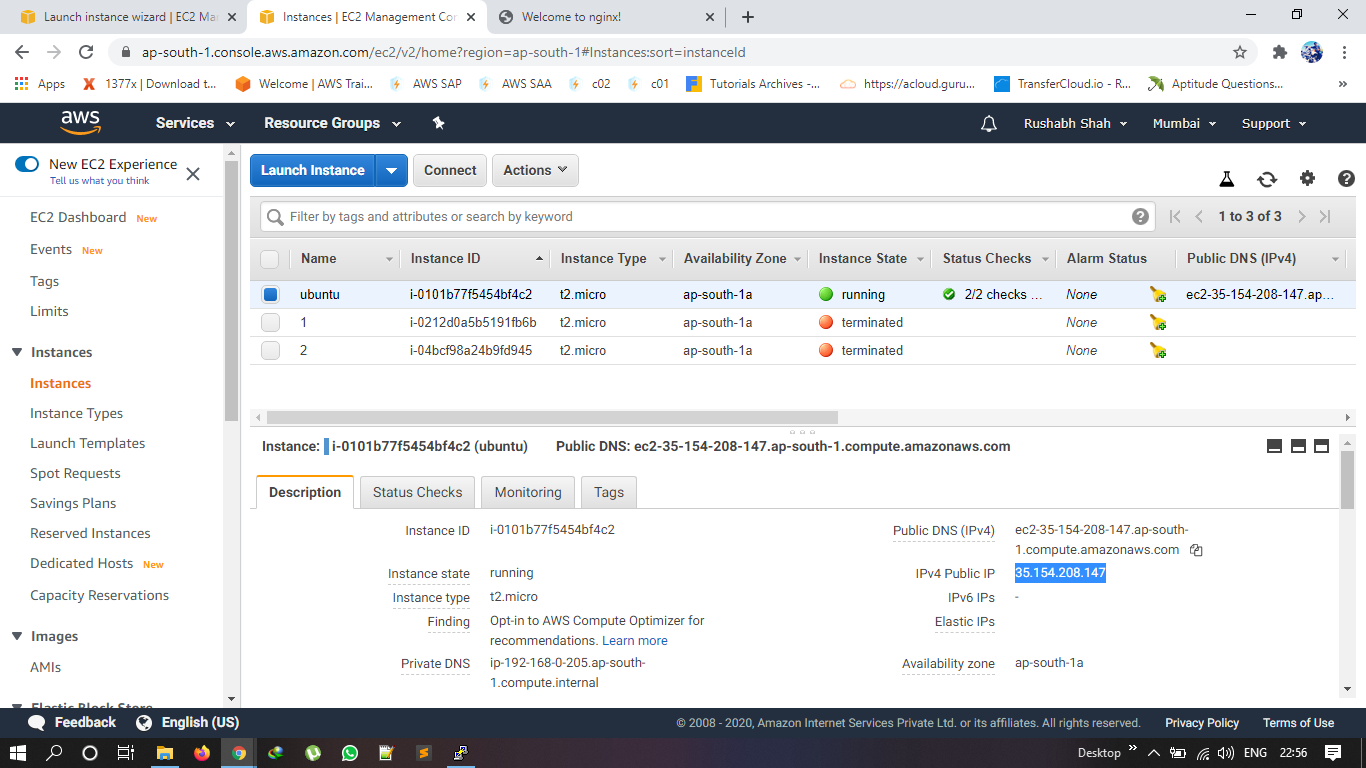 Launch instance wizard | EC2 Ma
Instances | EC2 Management Con
Welcome to nginx!
ap-south-1.console.aws.amazon.com/ec2/v2/home?region=ap-south-1#Instances:sort=instanceId
Apps
1377x | Download t...
Welcome | AWS Trai...
AWS SAP
AWS SAA
c02
c01
Tutorials Archives -...
https://acloud.guru...
TransferCloud.io - R...
Aptitude Questions...
»
aws
Services
Resource Groups
Rushabh Shah
Mumbai
Support
New EC2 Experience
Tell us what you think
Launch Instance
Connect
Actions
EC2 Dashboard New
Events New
Tags
Limits
Instances
Instances
Instance Types
Launch Templates
Spot Requests
Savings Plans
Reserved Instances
Dedicated Hosts New
Capacity Reservations
Images
AMIs
Elastic Block Store
Filter by tags and attributes or search by keyword
1 to 3 of 3
Name Instance ID Instance Type Availability Zone Instance State Status Checks Alarm Status Public DNS (IPv4)
ubuntu i-0101b77f5454bf4c2 t2.micro ap-south-1a running 2/2 checks ... None ec2-35-154-208-147.ap...
1 i-0212d0a5b5191fb6b t2.micro ap-south-1a terminated None
2 i-04bcf98a24b9fd945 t2.micro ap-south-1a terminated None
Instance: i-0101b77f5454bf4c2 (ubuntu) Public DNS: ec2-35-154-208-147.ap-south-1.compute.amazonaws.com
Description
Status Checks
Monitoring
Tags
Instance ID i-0101b77f5454bf4c2
Instance state running
Instance type t2.micro
Finding Opt-in to AWS Compute Optimizer for
recommendations. Learn more
Private DNS ip-192-168-0-205.ap-south-
1.compute.internal
Public DNS (IPv4) ec2-35-154-208-147.ap-south-
1.compute.amazonaws.com
IPv4 Public IP 35.154.208.147
IPv6 IPs -
Elastic IPs
Availability zone ap-south-1a
Feedback
English (US)
© 2008 - 2020, Amazon Internet Services Private Ltd. or its affiliates. All rights reserved.
Privacy Policy
Terms of Use
Desktop
»
ENG
22:56